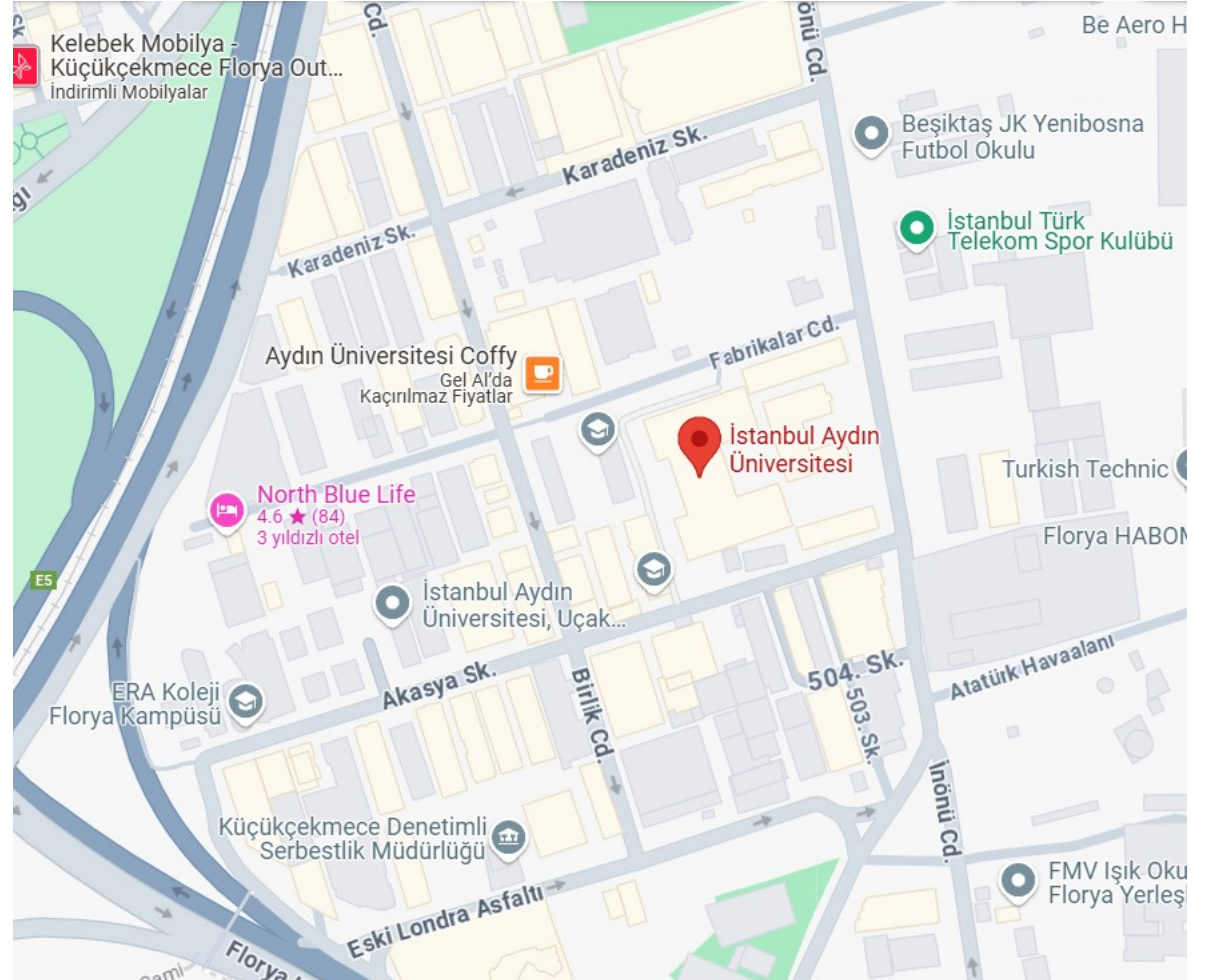 Kelebek Mobilya -
Küçükçekmece Florya Out...
İndirimli Mobilyalar
Cd.
önü Cd.
Be Aero H
Sk
ğı
Beşiktaş JK Yenibosna
Futbol Okulu
Karadeniz Sk.
İstanbul Türk
Telekom Spor Kulübü
Karadeniz Sk.
Fabrikalar Cd.
Aydın Üniversitesi Coffy
Gel Al'da
Kaçırılmaz Fiyatlar
İstanbul Aydın
Üniversitesi
Turkish Technic
North Blue Life
4.6 ★ (84)
3 yıldızlı otel
Florya HABOM
E5
İstanbul Aydın
Üniversitesi, Uçak...
504. Sk.
Atatürk Havaalanı
Akasya Sk.
Birlik Cd.
503. Sk.
ERA Koleji
Florya Kampüsü
İnönü Cd.
Küçükçekmece Denetimli
Serbestlik Müdürlüğü
FMV Işık Oku
Florya Yerleş
Eski Londra Asfaltı
Florya
Cami